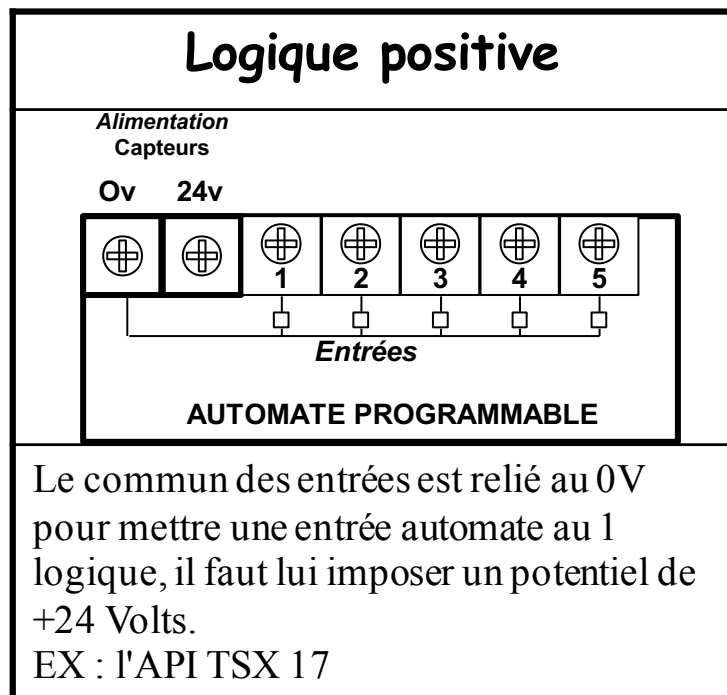 Logique positive
Alimentation
Capteurs
Ov 24v
1 2 3 4 5
Entrées
AUTOMATE PROGRAMMABLE
Le commun des entrées est relié au 0V
pour mettre une entrée automate au 1
logique, il faut lui imposer un potentiel de
+24 Volts.
EX : l'API TSX 17